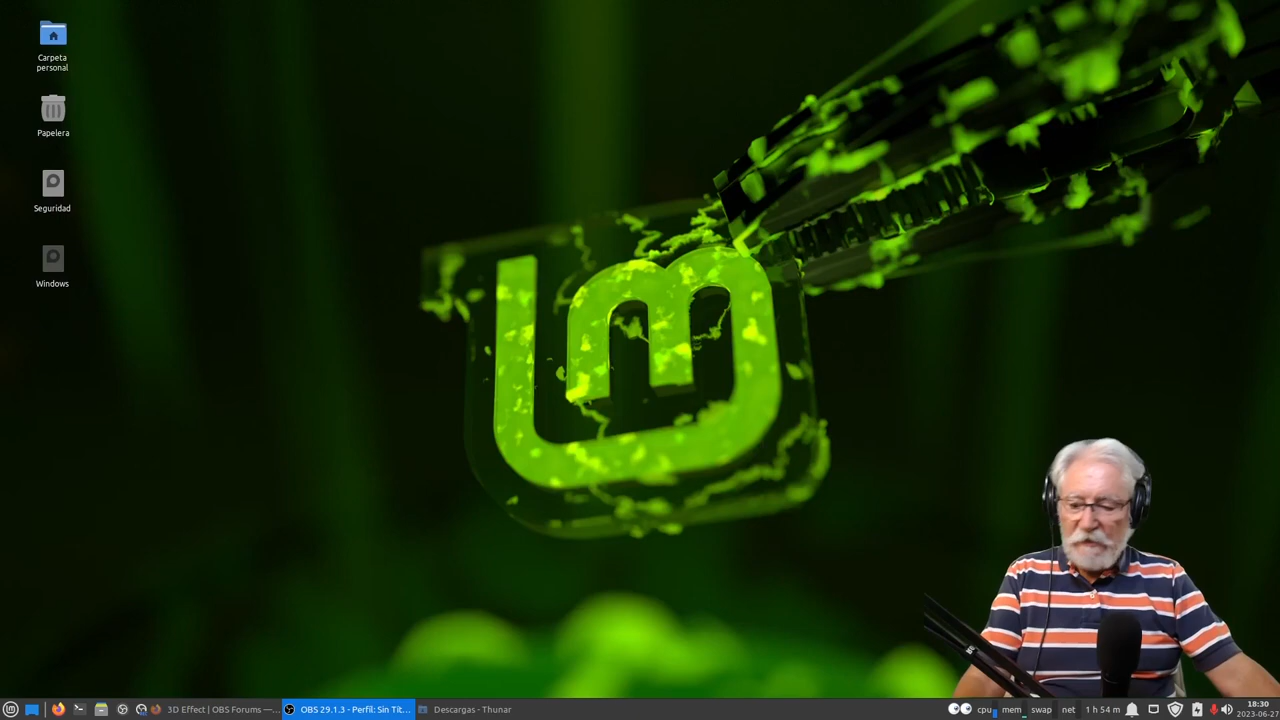 Carpeta
personal
Papelera
Seguridad
Windows
3D Effect | OBS Forums —...
OBS 29.1.3 - Perfil: Sin Tít...
Descargas - Thunar
cpu
mem
swap
net
1 h 54 m
18:30
2023-06-27